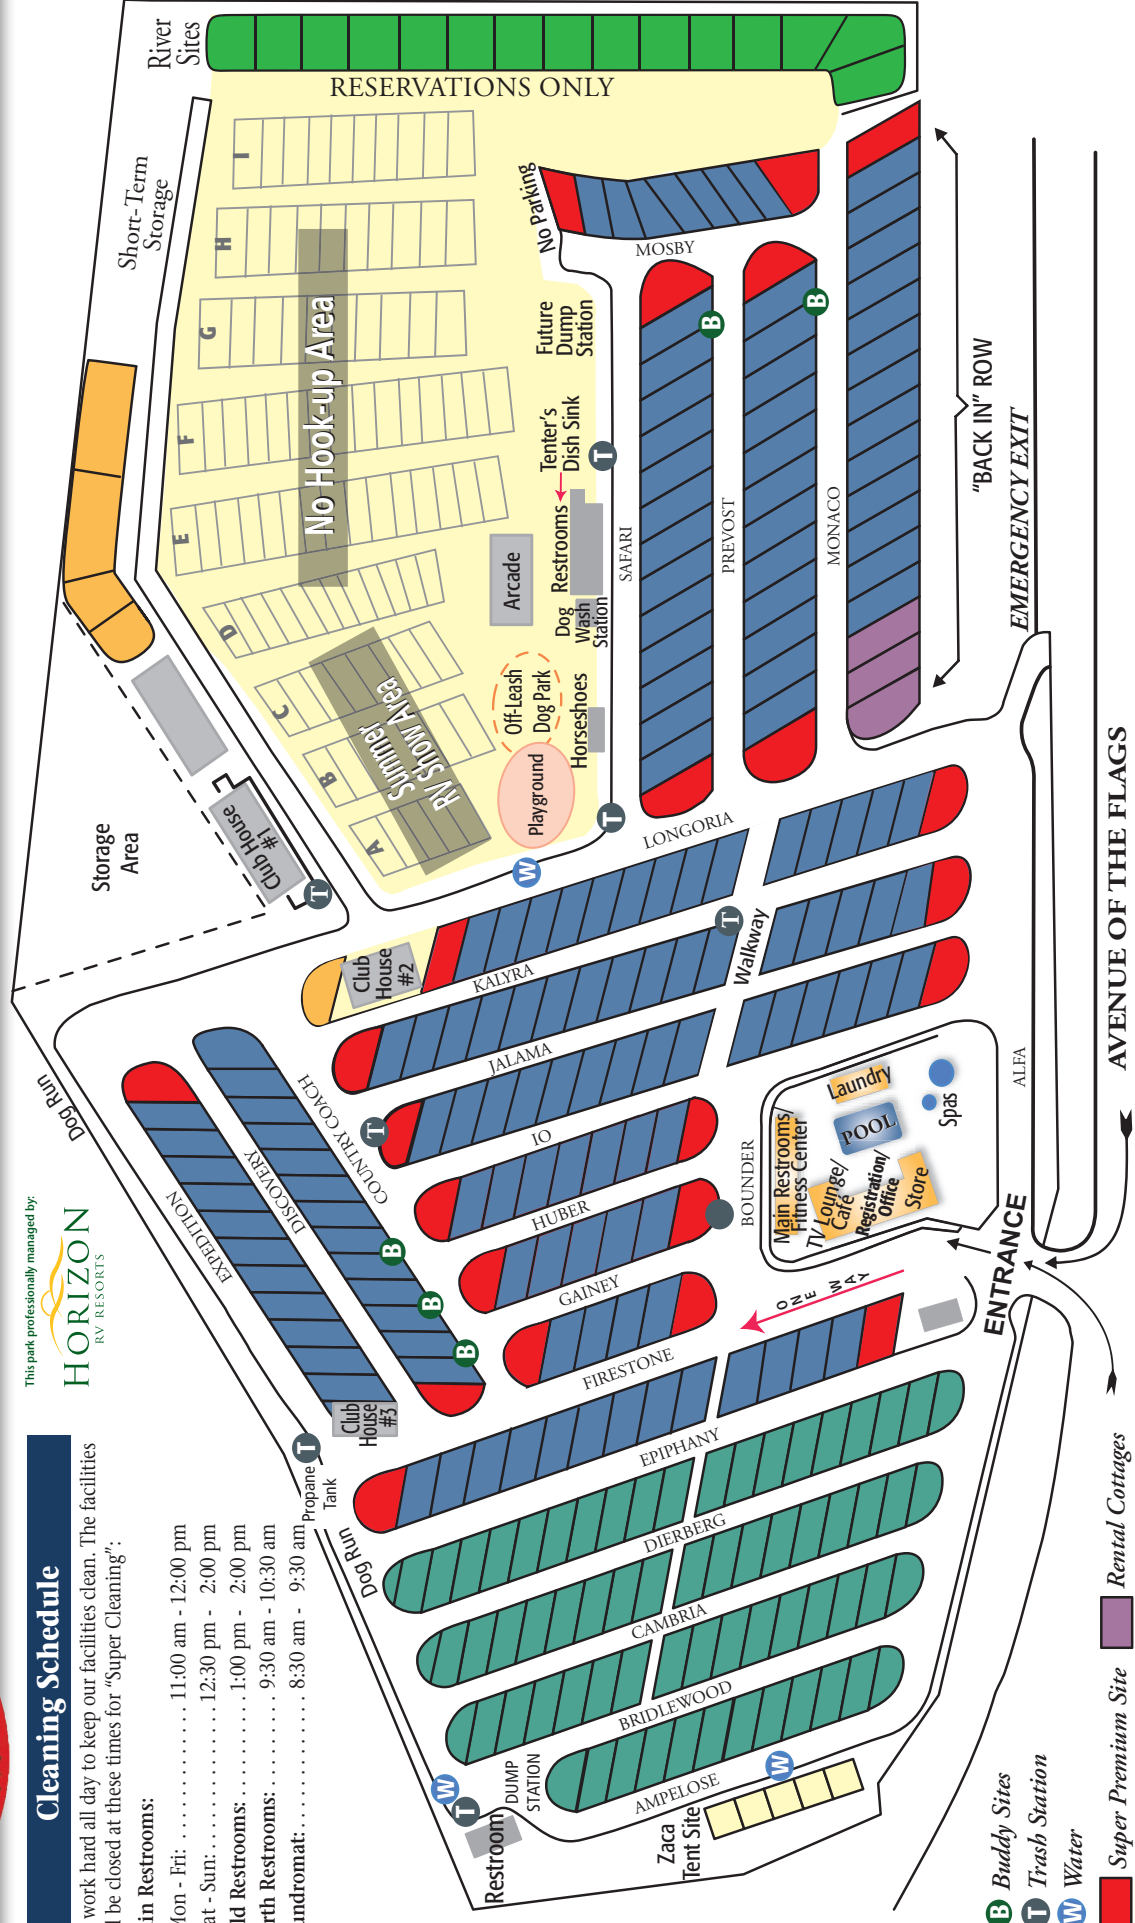 Cleaning Schedule
work hard all day to keep our facilities clean. The facilities
be closed at these times for “Super Cleaning”:
in Restrooms:
Mon - Fri: 11:00 am - 12:00 pm
at - Sun: 12:30 pm - 2:00 pm
ld Restrooms: 1:00 pm - 2:00 pm
rth Restrooms: 9:30 am - 10:30 am
undromat: 8:30 am - 9:30 am
This park professionally managed by:
HORIZON
RV RESORTS
River
Sites
RESERVATIONS ONLY
Short-Term
Storage
I
H
G
F
E
D
C
B
A
No Hook-up Area
Summer
RV Show Area
No Parking
Future
Dump
Station
Tenter's
Dish Sink
Restrooms
Dog
Wash
Station
Arcade
Off-Leash
Dog Park
Horseshoes
Playground
T
T
W
MOSBY
SAFARI
PREVOST
MONACO
B
B
"BACK IN" ROW
EMERGENCY EXIT
AVENUE OF THE FLAGS
Storage
Area
Club House
#1
T
Club
House
#2
LONGORIA
KALYRA
JALAMA
IO
HUBER
GAINEY
FIRESTONE
EPIPHANY
DIERBERG
CAMBRIA
BRIDLEWOOD
AMPELOSE
T
Walkway
T
Dog Run
COUNTRY COACH
DISCOVERY
EXPEDITION
B
B
B
Club
House
#3
T
Propane
Tank
Dog Run
BOUNDER
Main Restrooms/
Fitness Center
TV Lounge/
Café
Registration/
Office
Store
POOL
Laundry
Spas
ALFA
ONE WAY
ENTRANCE
W
T
DUMP
STATION
Restroom
Zaca
Tent Site
W
B Buddy Sites
T Trash Station
W Water
Super Premium Site
Rental Cottages